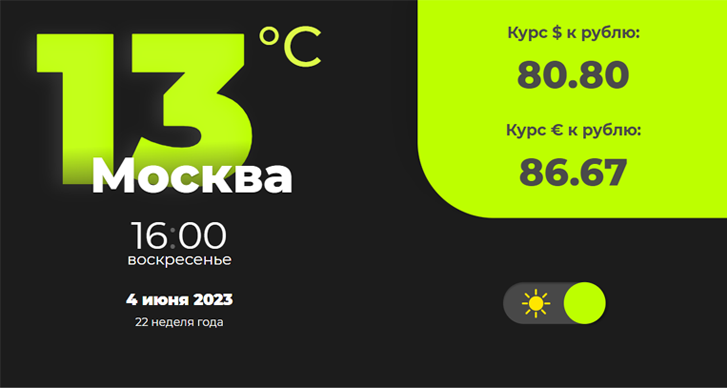 13 °C
Москва
16:00
воскресенье
4 июня 2023
22 неделя года
Курс $ к рублю:
80.80
Курс € к рублю:
86.67